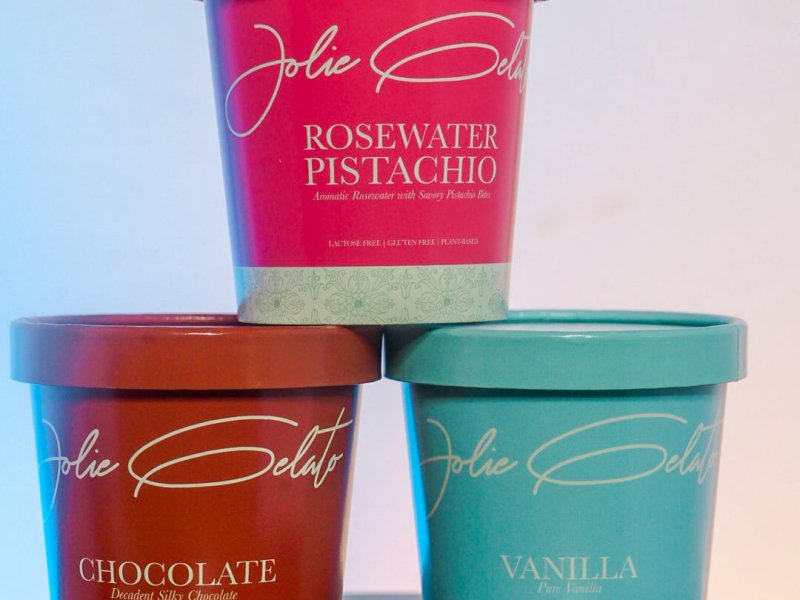 Jolie Gelato
ROSEWATER
PISTACHIO
Aromatic Rosewater with Savory Pistachio Bites
LACTOSE FREE | GLUTEN FREE | PLANT-BASED
Jolie Gelato
CHOCOLATE
Decadent Silky Chocolate
Jolie Gelato
VANILLA
Pure Vanilla